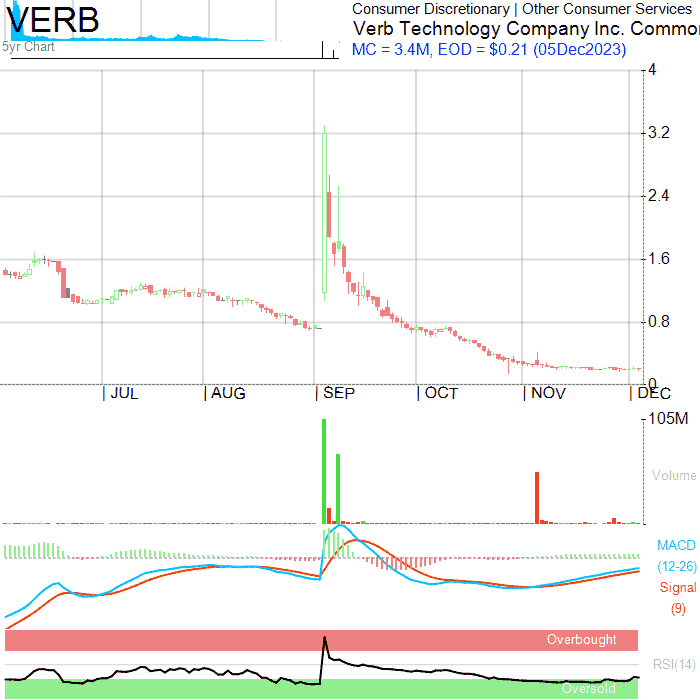 VERB
5yr Chart
Consumer Discretionary | Other Consumer Services
Verb Technology Company Inc. Common
MC = 3.4M, EOD = $0.21 (05Dec2023)
4
3.2
2.4
1.6
0.8
0
| JUL | AUG | SEP | OCT | NOV | DEC
105M
Volume
MACD
(12-26)
Signal
(9)
Overbought
RSI(14)
Oversold